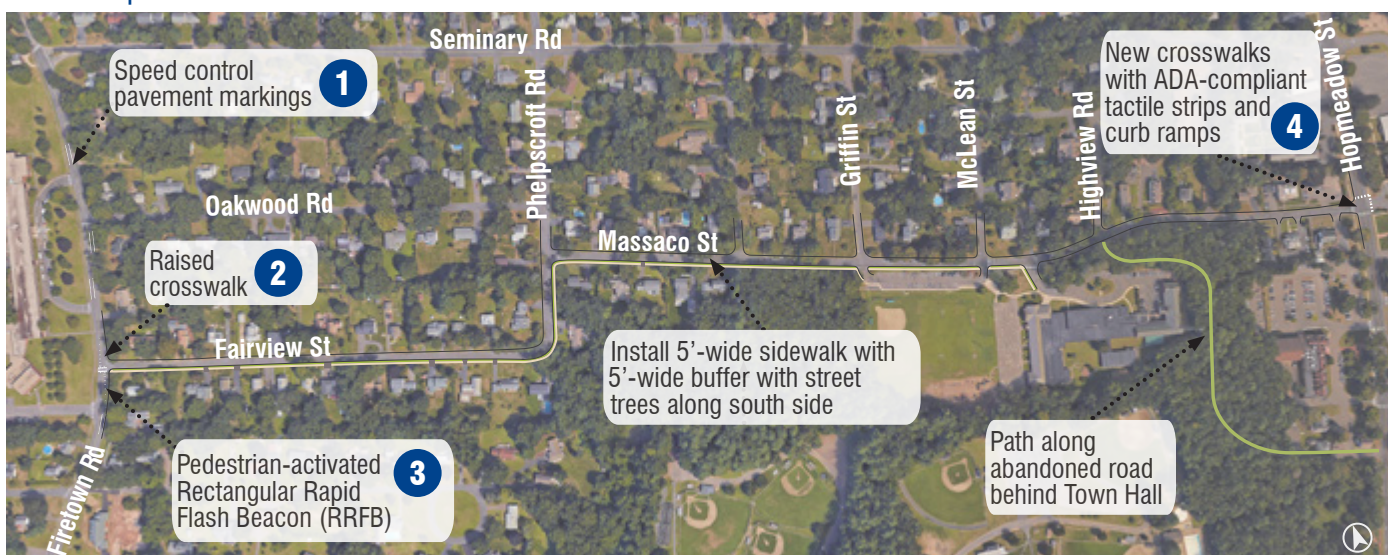 Seminary Rd
Speed control
pavement markings
1
New crosswalks
with ADA-compliant
tactile strips and
curb ramps
4
Hopmeadow St
Phelpscroft Rd
Griffin St
McLean St
Highview Rd
Oakwood Rd
Massaco St
Raised
crosswalk
2
Fairview St
Install 5’-wide sidewalk with
5’-wide buffer with street
trees along south side
Path along
abandoned road
behind Town Hall
Pedestrian-activated
Rectangular Rapid
Flash Beacon (RRFB)
3
Firetown Rd